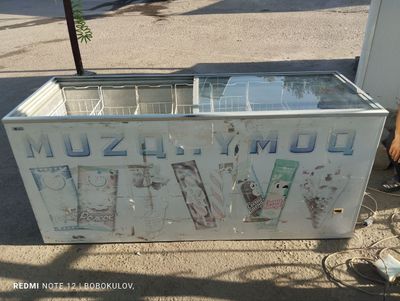 MUZQAYMOQ
REDMI NOTE 12 | BOBOKULOV,